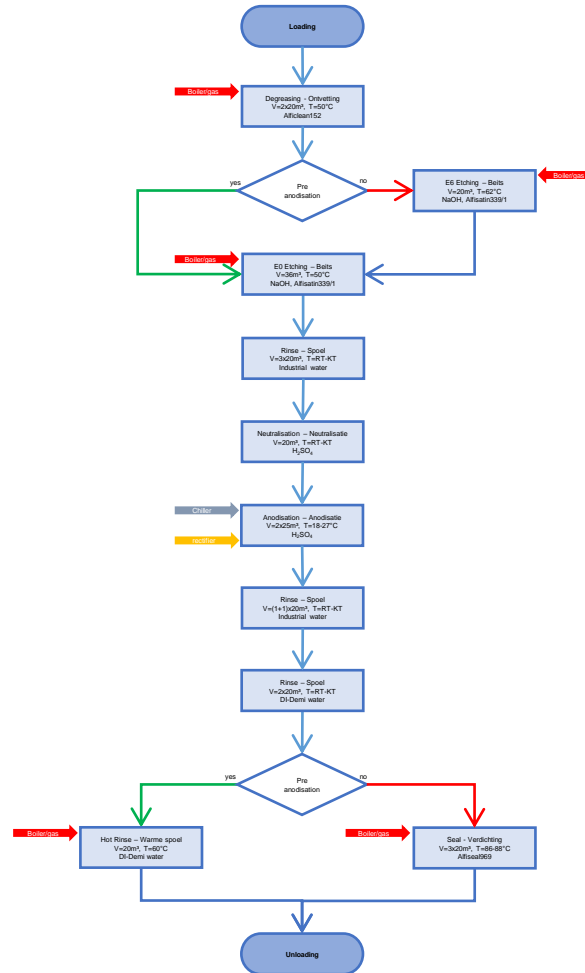 Loading
Boiler/gas
Degreasing - Ontvetting
V=2x20m³, T=50°C
Alficlean152
yes
Pre
anodisation
no
E6 Etching – Beits
V=20m³, T=62°C
NaOH, Alfisatin339/1
Boiler/gas
Boiler/gas
E0 Etching – Beits
V=36m³, T=50°C
NaOH, Alfisatin339/1
Rinse – Spoel
V=3x20m³, T=RT-KT
Industrial water
Neutralisation – Neutralisatie
V=20m³, T=RT-KT
H₂SO₄
Chiller
rectifier
Anodisation – Anodisatie
V=2x25m³, T=18-27°C
H₂SO₄
Rinse – Spoel
V=(1+1)x20m³, T=RT-KT
Industrial water
Rinse – Spoel
V=2x20m³, T=RT-KT
DI-Demi water
yes
Pre
anodisation
no
Boiler/gas
Hot Rinse – Warme spoel
V=20m³, T=60°C
DI-Demi water
Boiler/gas
Seal - Verdichting
V=3x20m³, T=86-88°C
Alfiseal969
Unloading